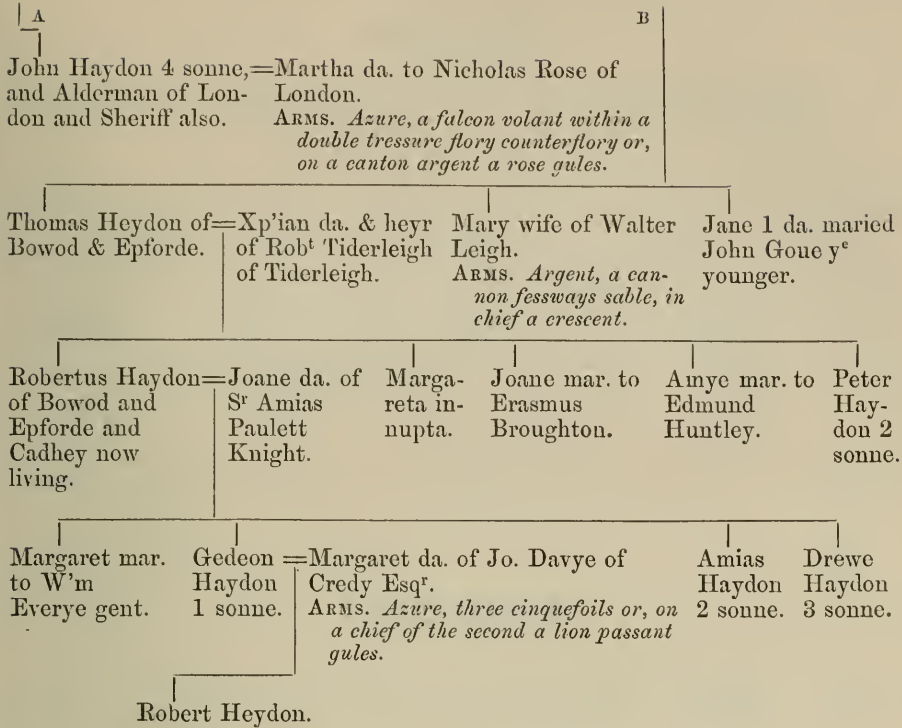 A
B
John Haydon 4 sonne,=Martha da. to Nicholas Rose of
and Alderman of Lon-
don and Sheriff also.
London.
ARMS. Azure, a falcon volant within a
double tressure flory counterflory or,
on a canton argent a rose gules.
Thomas Heydon of=Xp'ian da. & heyr
Bowod & Epforde.
of Robᵗ Tiderleigh
of Tiderleigh.
Mary wife of Walter
Leigh.
ARMS. Argent, a can-
non fessways sable, in
chief a crescent.
Jane 1 da. maried
John Goue yᵉ
younger.
Robertus Haydon=Joane da. of
of Bowod and
Epforde and
Cadhey now
living.
Sʳ Amias
Paulett
Knight.
Marga-
reta in-
nupta.
Joane mar. to
Erasmus
Broughton.
Amye mar. to
Edmund
Huntley.
Peter
Hay-
don 2
sonne.
Margaret mar.
to W'm
Everye gent.
Gedeon =Margaret da. of Jo. Davye of
Haydon
1 sonne.
Credy Esqʳ.
ARMS. Azure, three cinquefoils or, on
a chief of the second a lion passant
gules.
Amias
Haydon
2 sonne.
Drewe
Haydon
3 sonne.
Robert Heydon.